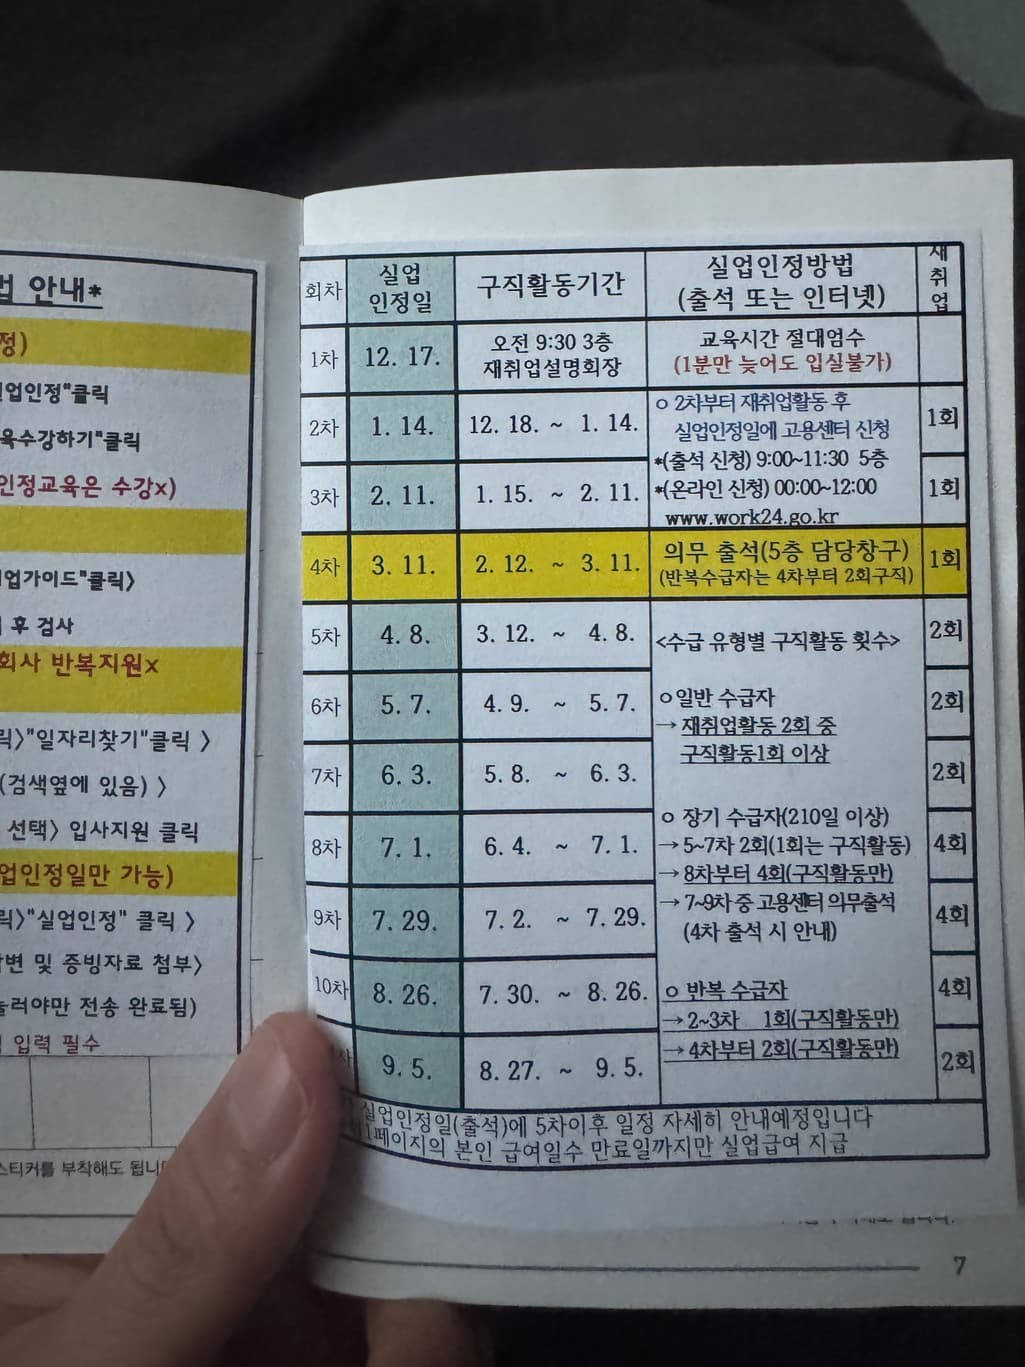 법 안내*
정)
실업인정"클릭
육수강하기"클릭
인정교육은 수강x)
업가이드"클릭〉
후 검사
회사 반복지원x
릭〉"일자리찾기"클릭 〉
(검색옆에 있음) 〉
선택〉 입사지원 클릭
업인정일만 가능)
릭〉"실업인정" 클릭 〉
변 및 증빙자료 첨부〉
눌러야만 전송 완료됨)
입력 필수
스티커를 부착해도 됩니
회차 실업 인정일 구직활동기간 실업인정방법 (출석 또는 인터넷) 재취업
1차 12. 17. 오전 9:30 3층 재취업설명회장 교육시간 절대엄수 (1분만 늦어도 입실불가)
2차 1. 14. 12. 18. ~ 1. 14. 1회
3차 2. 11. 1. 15. ~ 2. 11. 1회
ㅇ 2차부터 재취업활동 후
실업인정일에 고용센터 신청
*(출석 신청) 9:00~11:30 5층
*(온라인 신청) 00:00~12:00
www.work24.go.kr
4차 3. 11. 2. 12. ~ 3. 11. 의무 출석(5층 담당창구) (반복수급자는 4차부터 2회구직) 1회
5차 4. 8. 3. 12. ~ 4. 8. 2회
6차 5. 7. 4. 9. ~ 5. 7. 2회
7차 6. 3. 5. 8. ~ 6. 3. 2회
8차 7. 1. 6. 4. ~ 7. 1. 4회
9차 7. 29. 7. 2. ~ 7. 29. 4회
10차 8. 26. 7. 30. ~ 8. 26. 4회
9. 5. 8. 27. ~ 9. 5. 2회
<수급 유형별 구직활동 횟수>
ㅇ일반 수급자
→ 재취업활동 2회 중
구직활동1회 이상
ㅇ 장기 수급자(210일 이상)
→ 5~7차 2회(1회는 구직활동)
→ 8차부터 4회(구직활동만)
→ 7~9차 중 고용센터 의무출석
(4차 출석 시 안내)
ㅇ 반복 수급자
→ 2~3차 1회(구직활동만)
→ 4차부터 2회(구직활동만)
실업인정일(출석)에 5차이후 일정 자세히 안내예정입니다
1페이지의 본인 급여일수 만료일까지만 실업급여 지급
7